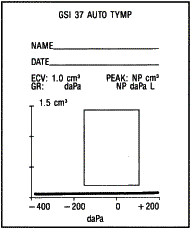 GSI 37 AUTO TYMP
NAME
DATE
ECV: 1.0 cm³ PEAK: NP cm³
GR: daPa NP daPa L
1.5 cm³
-400 -200 0 +200
daPa